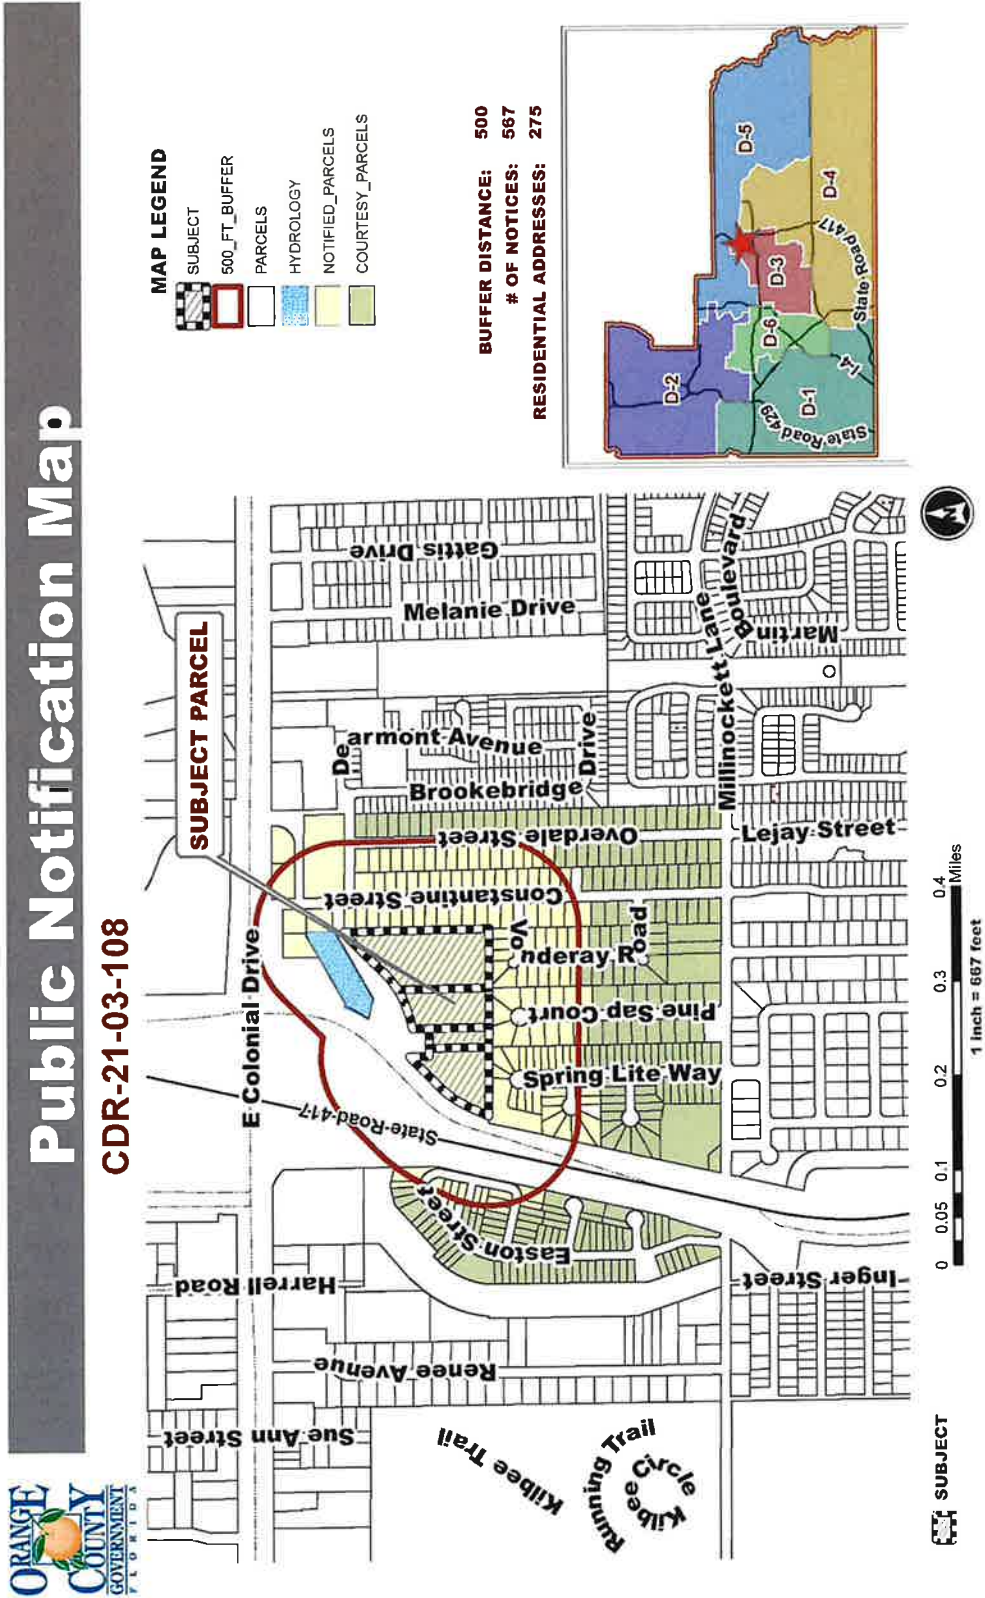 ORANGE
COUNTY
GOVERNMENT
FLORIDA
Public Notification Map
CDR-21-03-108
SUBJECT PARCEL
E Colonial Drive
State Road 417
Sue Ann Street
Harrell Road
Renee Avenue
Kilbee Trail
Running Trail
Kilbee Circle
Easton Street
Inger Street
Spring Lite Way
Pine Sap Court
Vonderay Road
Constantine Street
Overdale Street
Brookebridge Drive
Dearmont Avenue
Melanie Drive
Gattis Drive
Millinockett Lane
Martin Boulevard
Lejay Street
MAP LEGEND
SUBJECT
500_FT_BUFFER
PARCELS
HYDROLOGY
NOTIFIED_PARCELS
COURTESY_PARCELS
BUFFER DISTANCE: 500
# OF NOTICES: 567
RESIDENTIAL ADDRESSES: 275
D-2
D-5
D-6
D-3
D-4
D-1
State Road 429
I-4
State Road 417
SUBJECT
0 0.05 0.1 0.2 0.3 0.4
Miles
1 inch = 667 feet
N